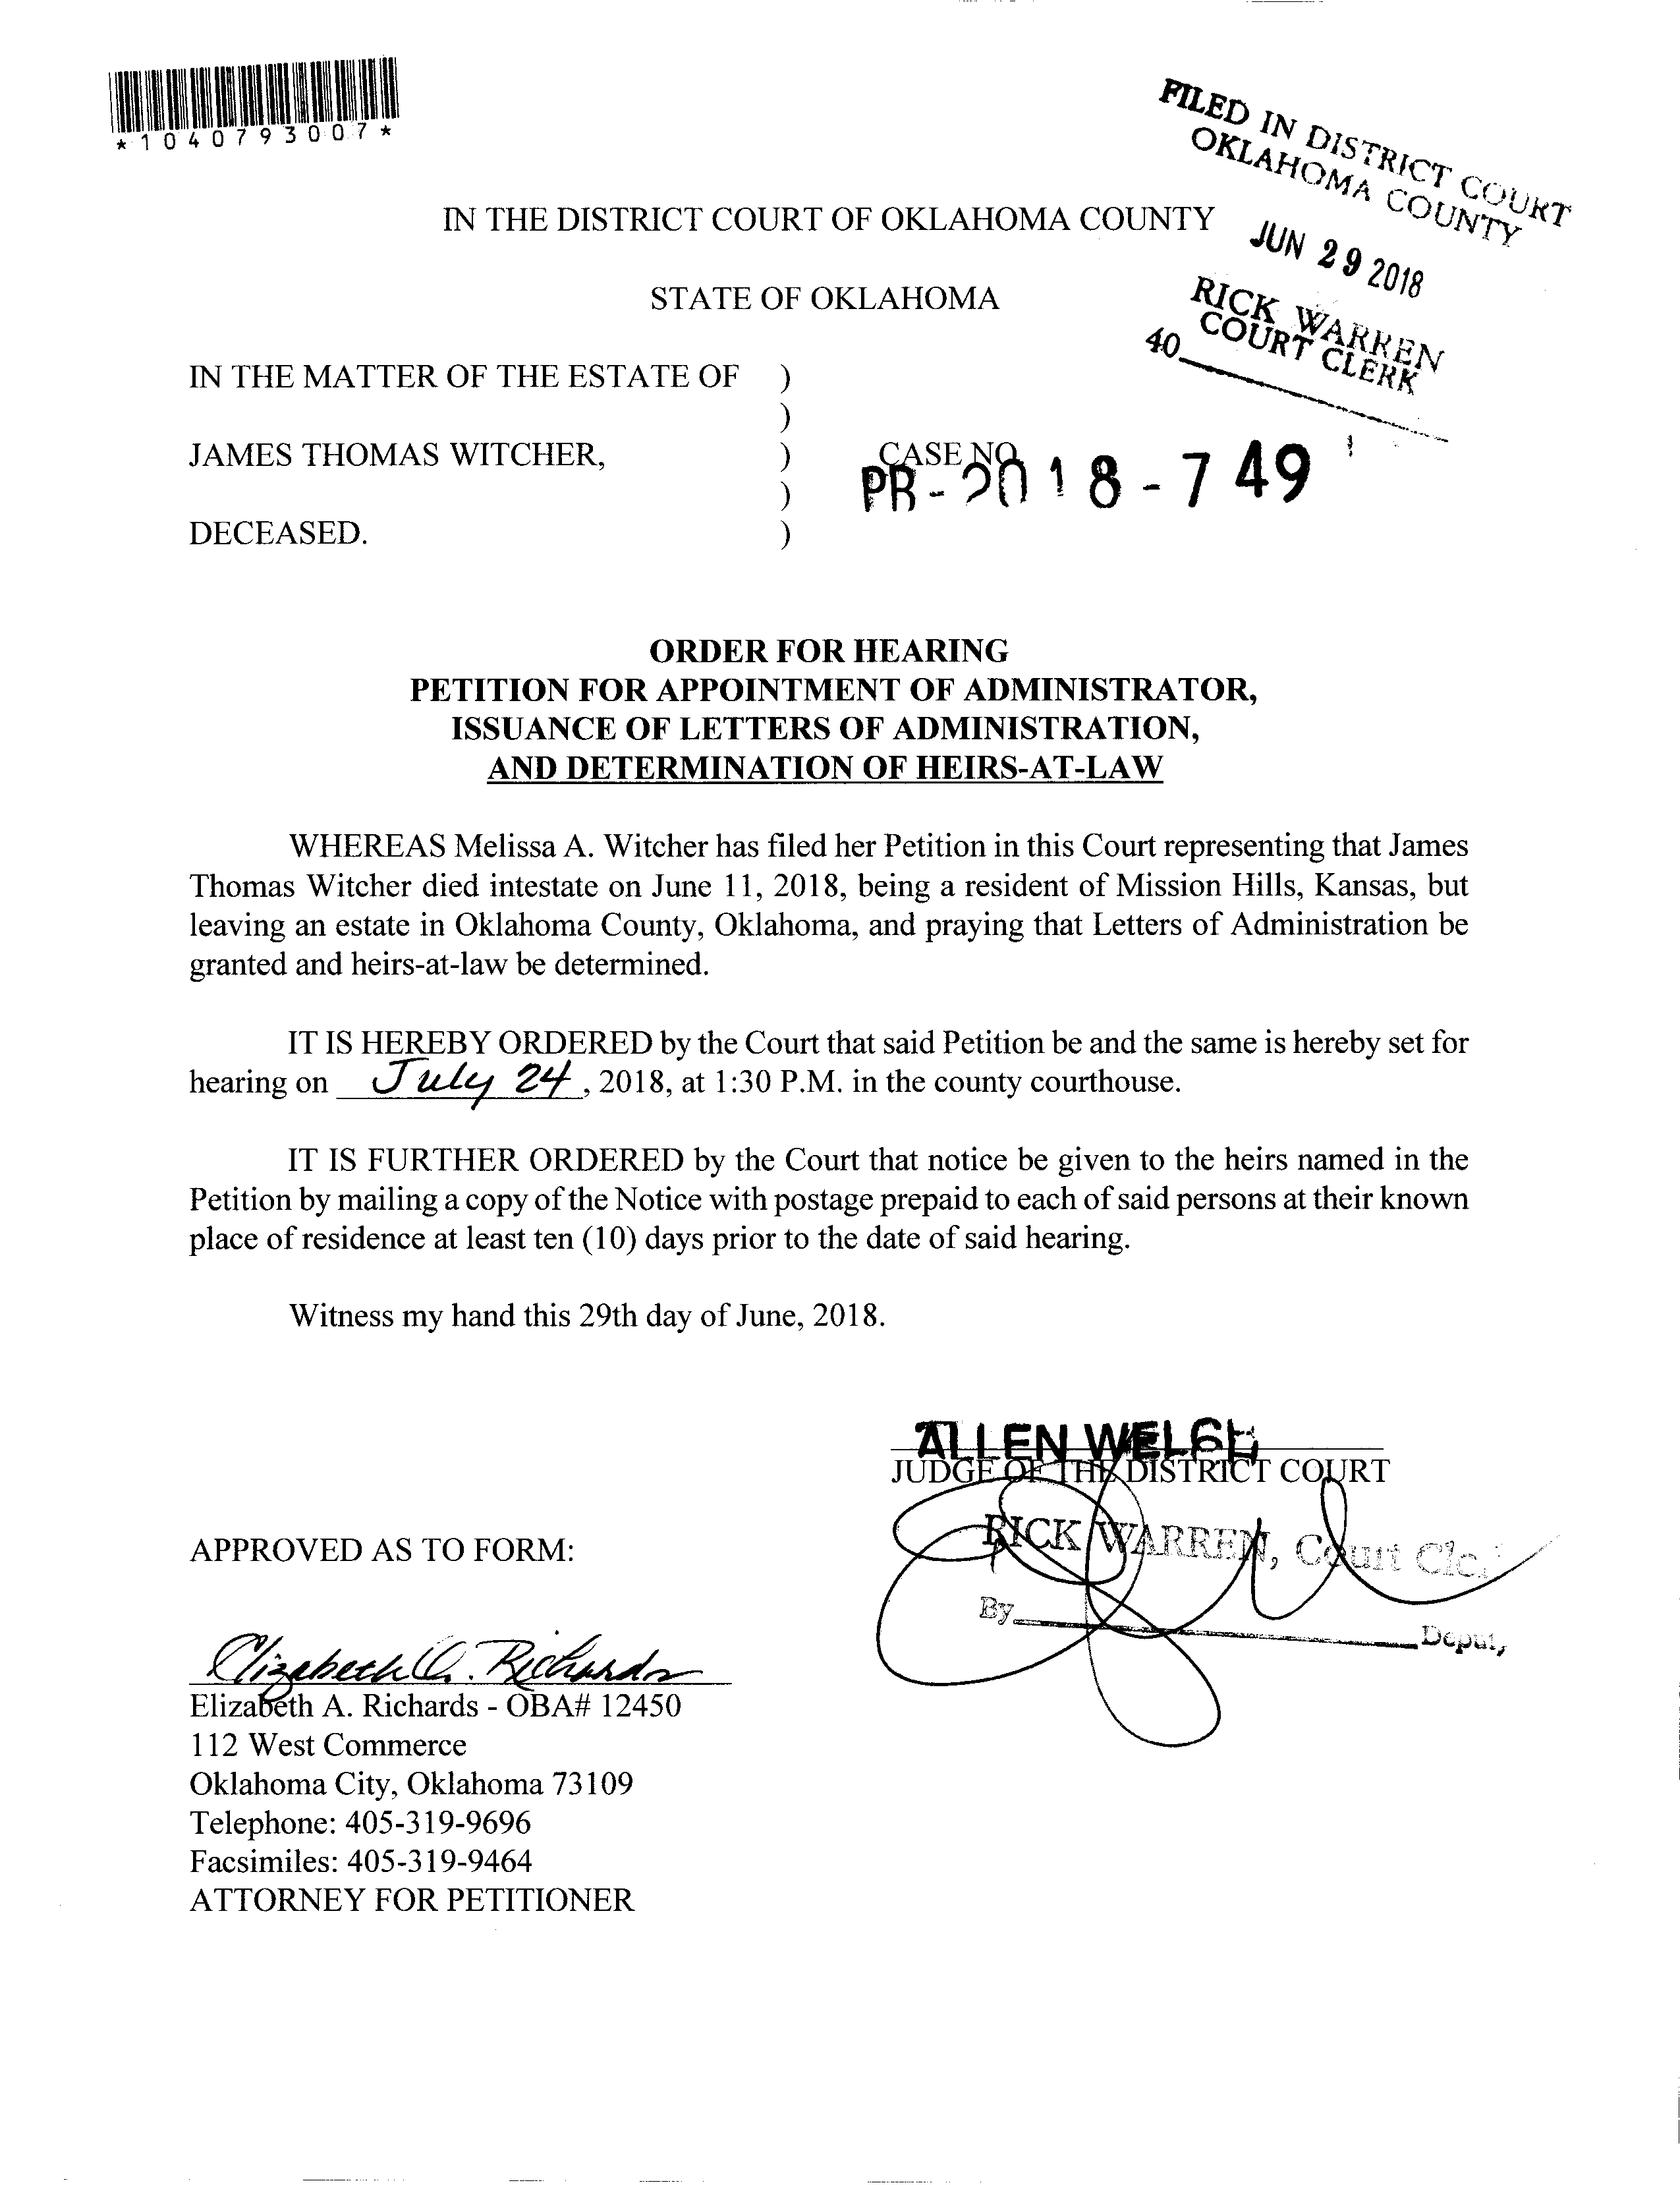 *1040793007*
FILED IN DISTRICT COURT
OKLAHOMA COUNTY
JUN 29 2018
RICK WARREN
COURT CLERK
40
IN THE DISTRICT COURT OF OKLAHOMA COUNTY
STATE OF OKLAHOMA
IN THE MATTER OF THE ESTATE OF )
)
JAMES THOMAS WITCHER, ) CASE NO.
) PR-2018-749
DECEASED. )
ORDER FOR HEARING
PETITION FOR APPOINTMENT OF ADMINISTRATOR,
ISSUANCE OF LETTERS OF ADMINISTRATION,
AND DETERMINATION OF HEIRS-AT-LAW
WHEREAS Melissa A. Witcher has filed her Petition in this Court representing that James
Thomas Witcher died intestate on June 11, 2018, being a resident of Mission Hills, Kansas, but
leaving an estate in Oklahoma County, Oklahoma, and praying that Letters of Administration be
granted and heirs-at-law be determined.
IT IS HEREBY ORDERED by the Court that said Petition be and the same is hereby set for
hearing on July 24, 2018, at 1:30 P.M. in the county courthouse.
IT IS FURTHER ORDERED by the Court that notice be given to the heirs named in the
Petition by mailing a copy of the Notice with postage prepaid to each of said persons at their known
place of residence at least ten (10) days prior to the date of said hearing.
Witness my hand this 29th day of June, 2018.
ALLEN WELCH
JUDGE OF THE DISTRICT COURT
RICK WARREN, Court
By Deputy
APPROVED AS TO FORM:
Elizabeth A. Richards
Elizabeth A. Richards - OBA# 12450
112 West Commerce
Oklahoma City, Oklahoma 73109
Telephone: 405-319-9696
Facsimiles: 405-319-9464
ATTORNEY FOR PETITIONER